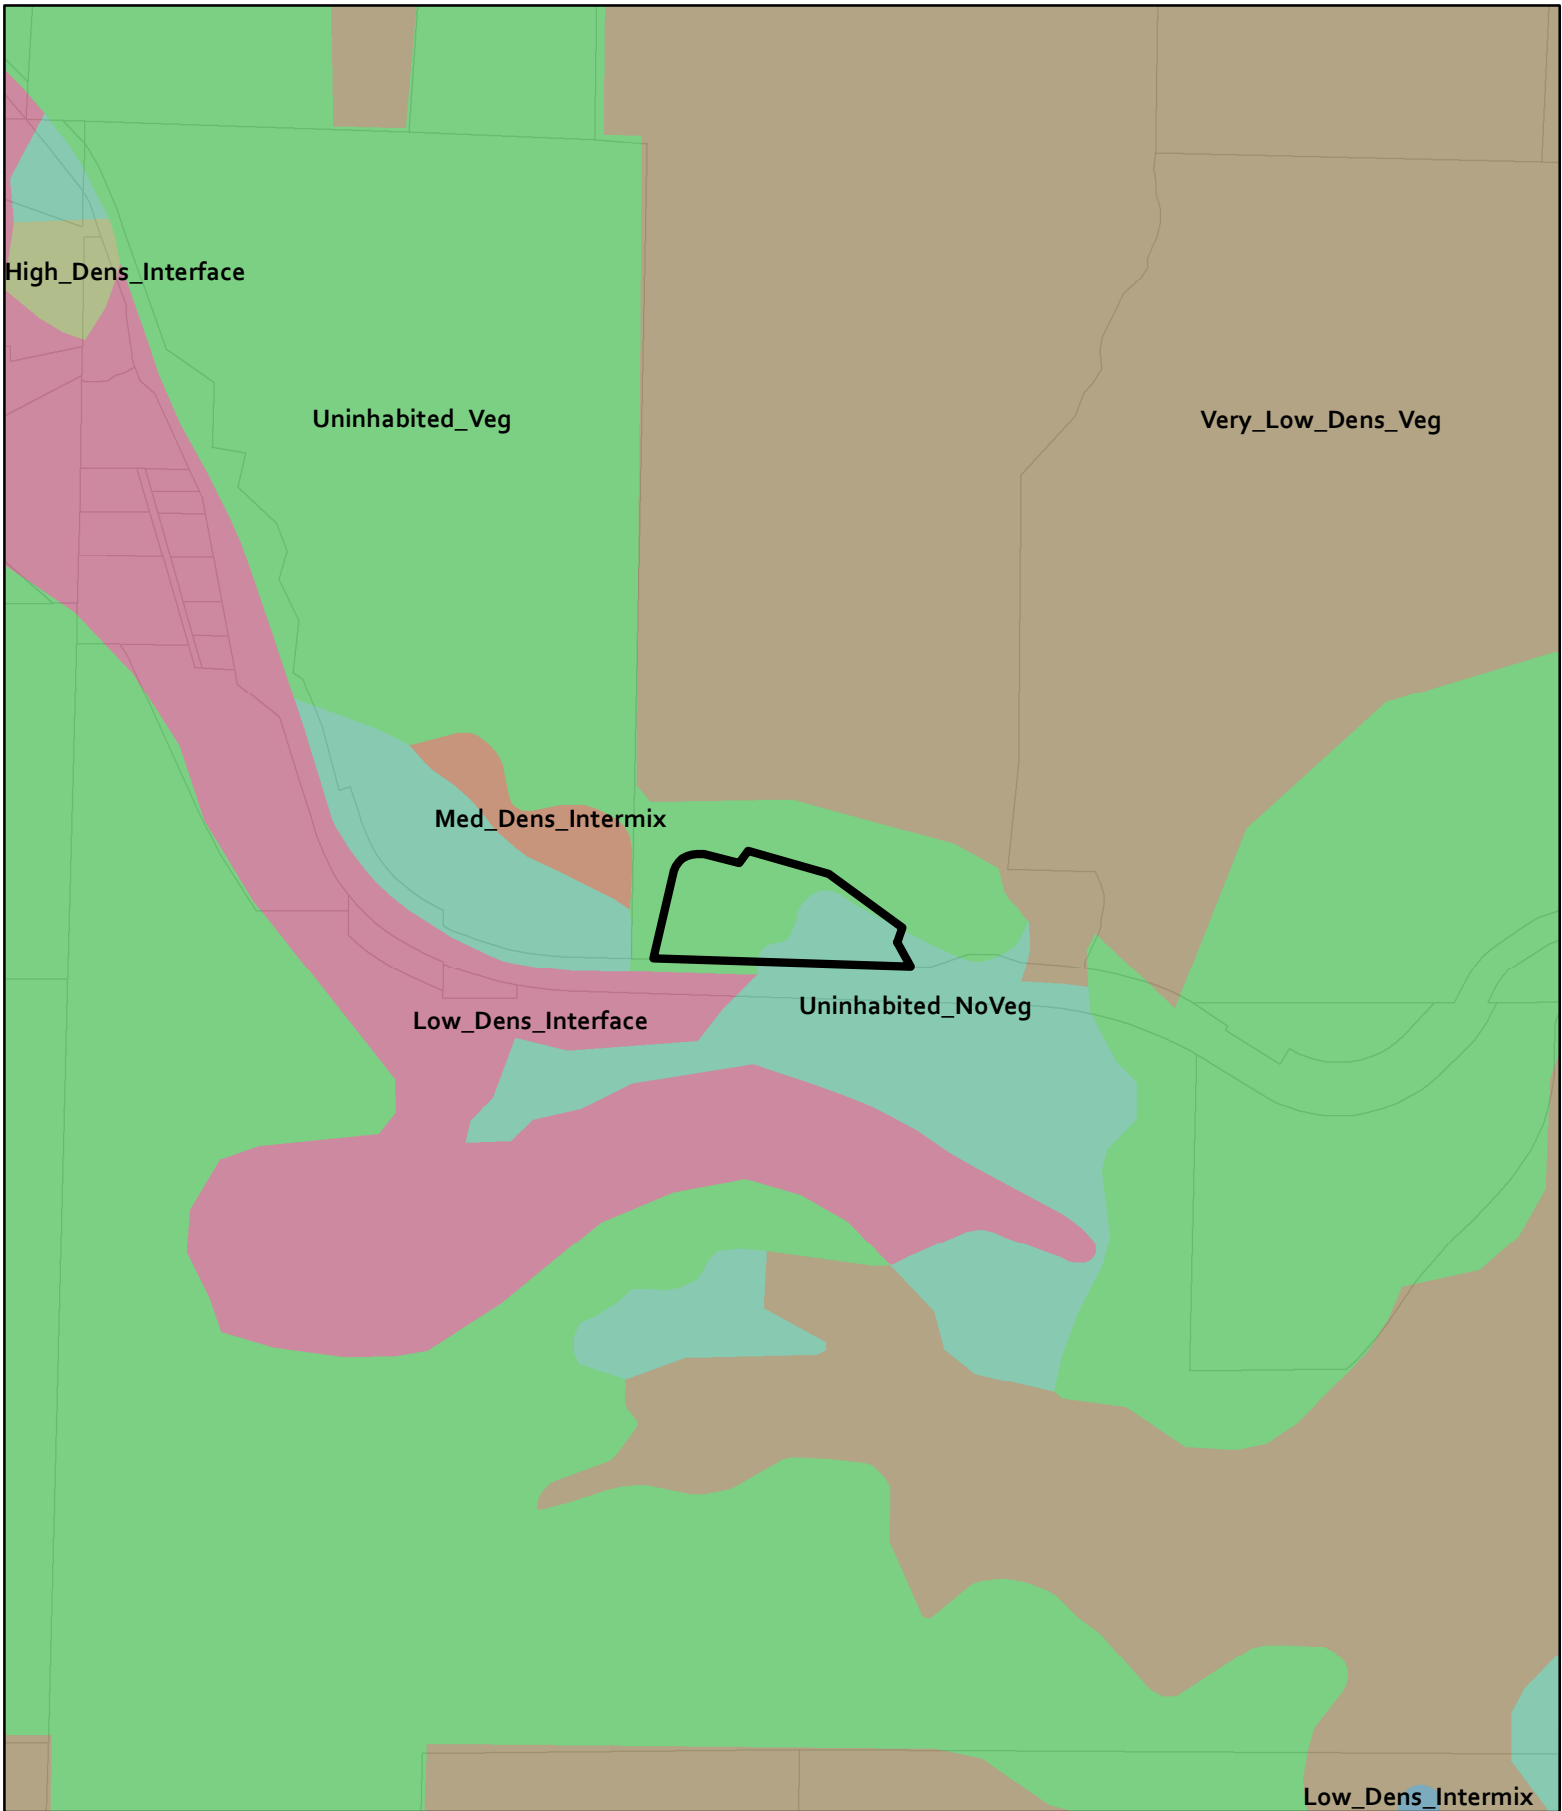 High_Dens_Interface
Uninhabited_Veg
Very_Low_Dens_Veg
Med_Dens_Intermix
Uninhabited_NoVeg
Low_Dens_Interface
Low_Dens_Intermix